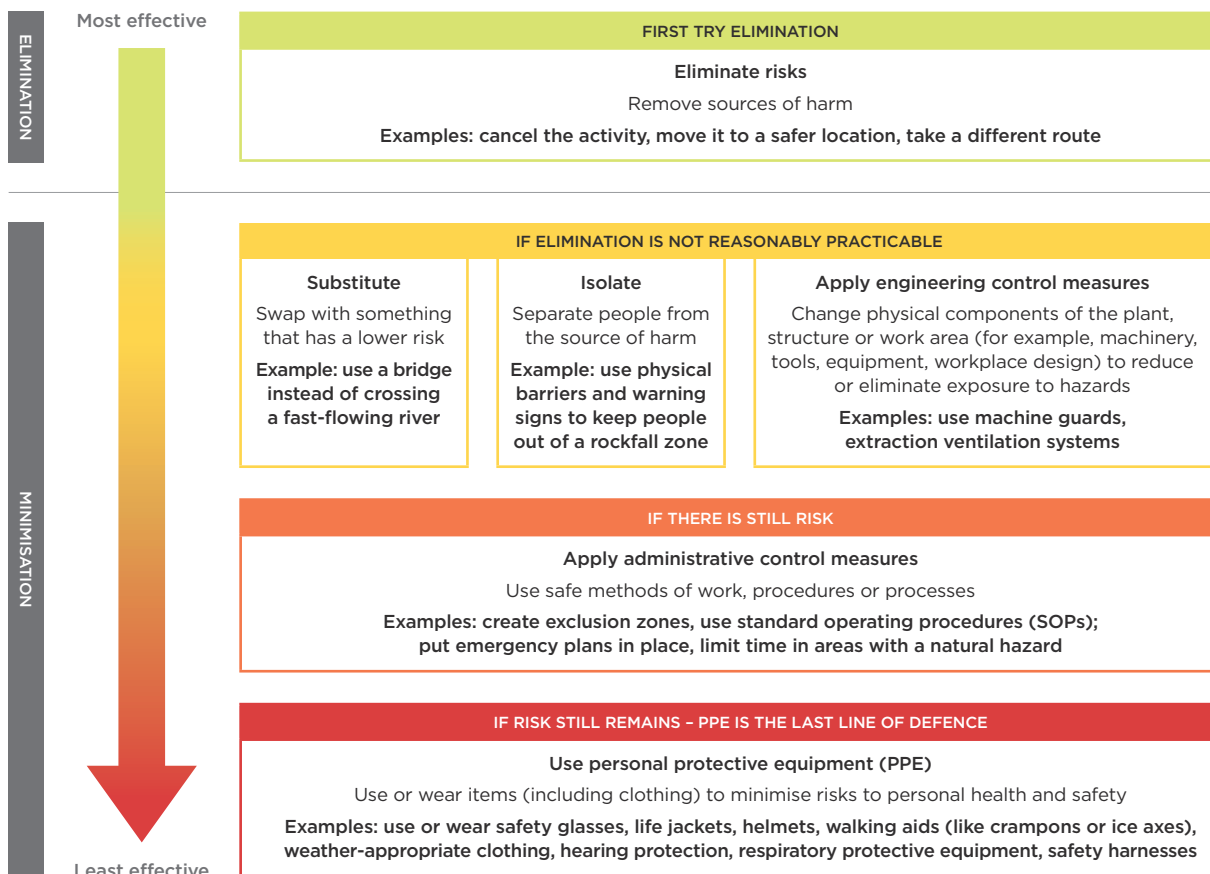 Most effective
ELIMINATION
FIRST TRY ELIMINATION
Eliminate risks
Remove sources of harm
Examples: cancel the activity, move it to a safer location, take a different route
MINIMISATION
IF ELIMINATION IS NOT REASONABLY PRACTICABLE
Substitute
Swap with something
that has a lower risk
Example: use a bridge
instead of crossing
a fast-flowing river
Isolate
Separate people from
the source of harm
Example: use physical
barriers and warning
signs to keep people
out of a rockfall zone
Apply engineering control measures
Change physical components of the plant,
structure or work area (for example, machinery,
tools, equipment, workplace design) to reduce
or eliminate exposure to hazards
Examples: use machine guards,
extraction ventilation systems
IF THERE IS STILL RISK
Apply administrative control measures
Use safe methods of work, procedures or processes
Examples: create exclusion zones, use standard operating procedures (SOPs);
put emergency plans in place, limit time in areas with a natural hazard
IF RISK STILL REMAINS – PPE IS THE LAST LINE OF DEFENCE
Use personal protective equipment (PPE)
Use or wear items (including clothing) to minimise risks to personal health and safety
Examples: use or wear safety glasses, life jackets, helmets, walking aids (like crampons or ice axes),
weather-appropriate clothing, hearing protection, respiratory protective equipment, safety harnesses
Least effective